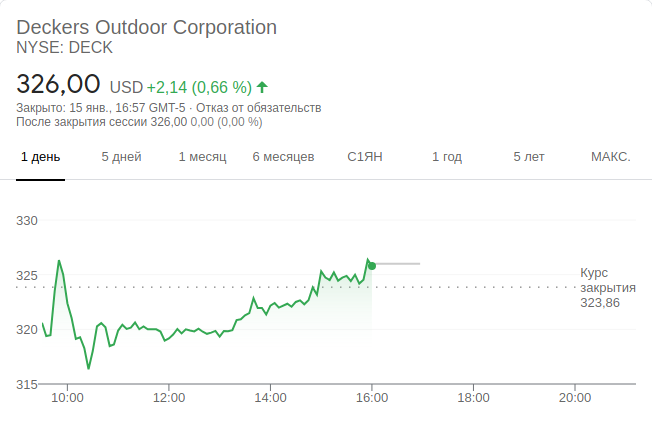 Deckers Outdoor Corporation
NYSE: DECK
326,00 USD +2,14 (0,66 %)
Закрыто: 15 янв., 16:57 GMT-5 · Отказ от обязательств
После закрытия сессии 326,00 0,00 (0,00 %)
1 день 5 дней 1 месяц 6 месяцев С1ЯН 1 год 5 лет МАКС.
330
325
320
315
Курс
закрытия
323,86
10:00 12:00 14:00 16:00 18:00 20:00